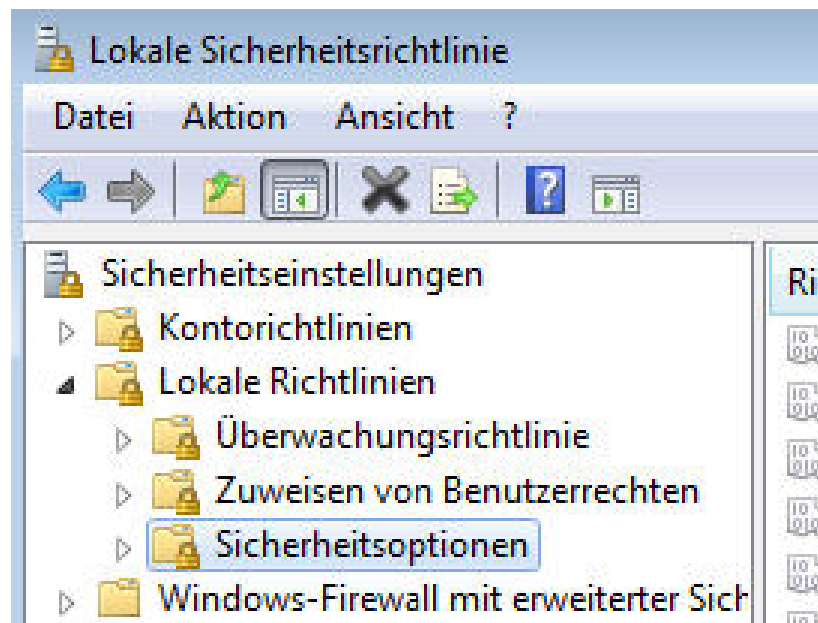 Lokale Sicherheitsrichtlinie
Datei Aktion Ansicht ?
Sicherheitseinstellungen
Kontorichtlinien
Lokale Richtlinien
Überwachungsrichtlinie
Zuweisen von Benutzerrechten
Sicherheitsoptionen
Windows-Firewall mit erweiterter Sich
Ri